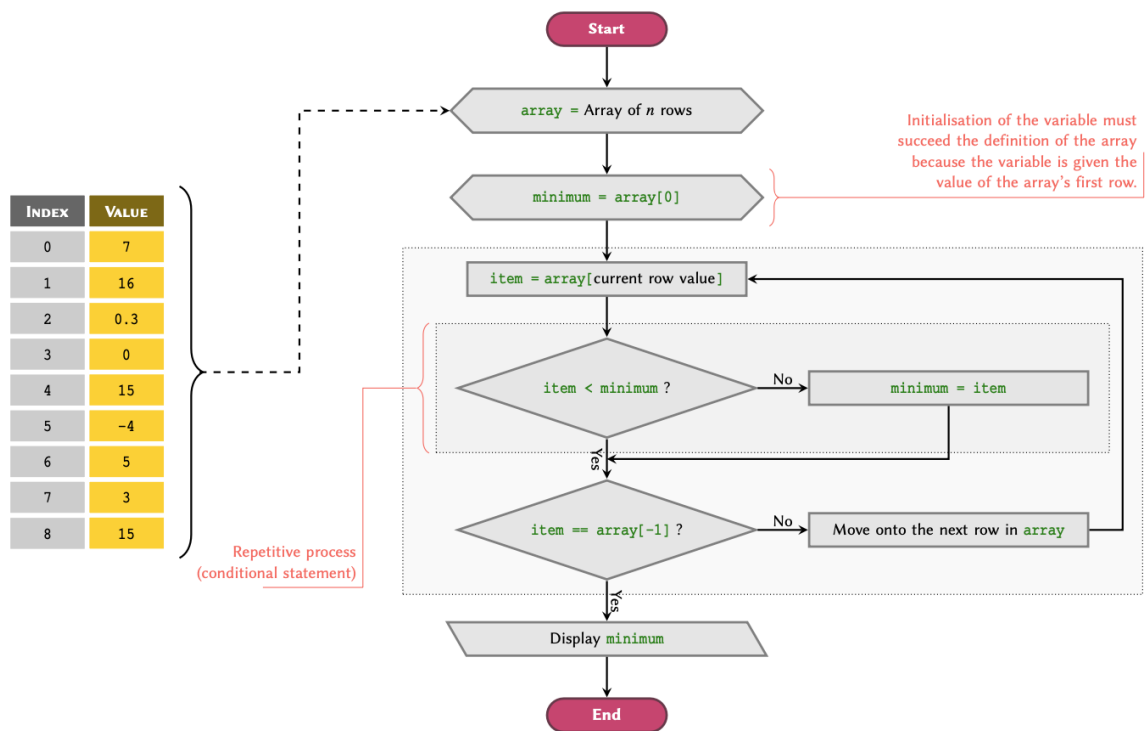 Start
array = Array of n rows
Initialisation of the variable must
succeed the definition of the array
because the variable is given the
value of the array's first row.
minimum = array[0]
INDEX VALUE
0 7
1 16
2 0.3
3 0
4 15
5 -4
6 5
7 3
8 15
item = array[current row value]
item < minimum ?
No
minimum = item
Yes
item == array[-1] ?
No
Move onto the next row in array
Repetitive process
(conditional statement)
Yes
Display minimum
End